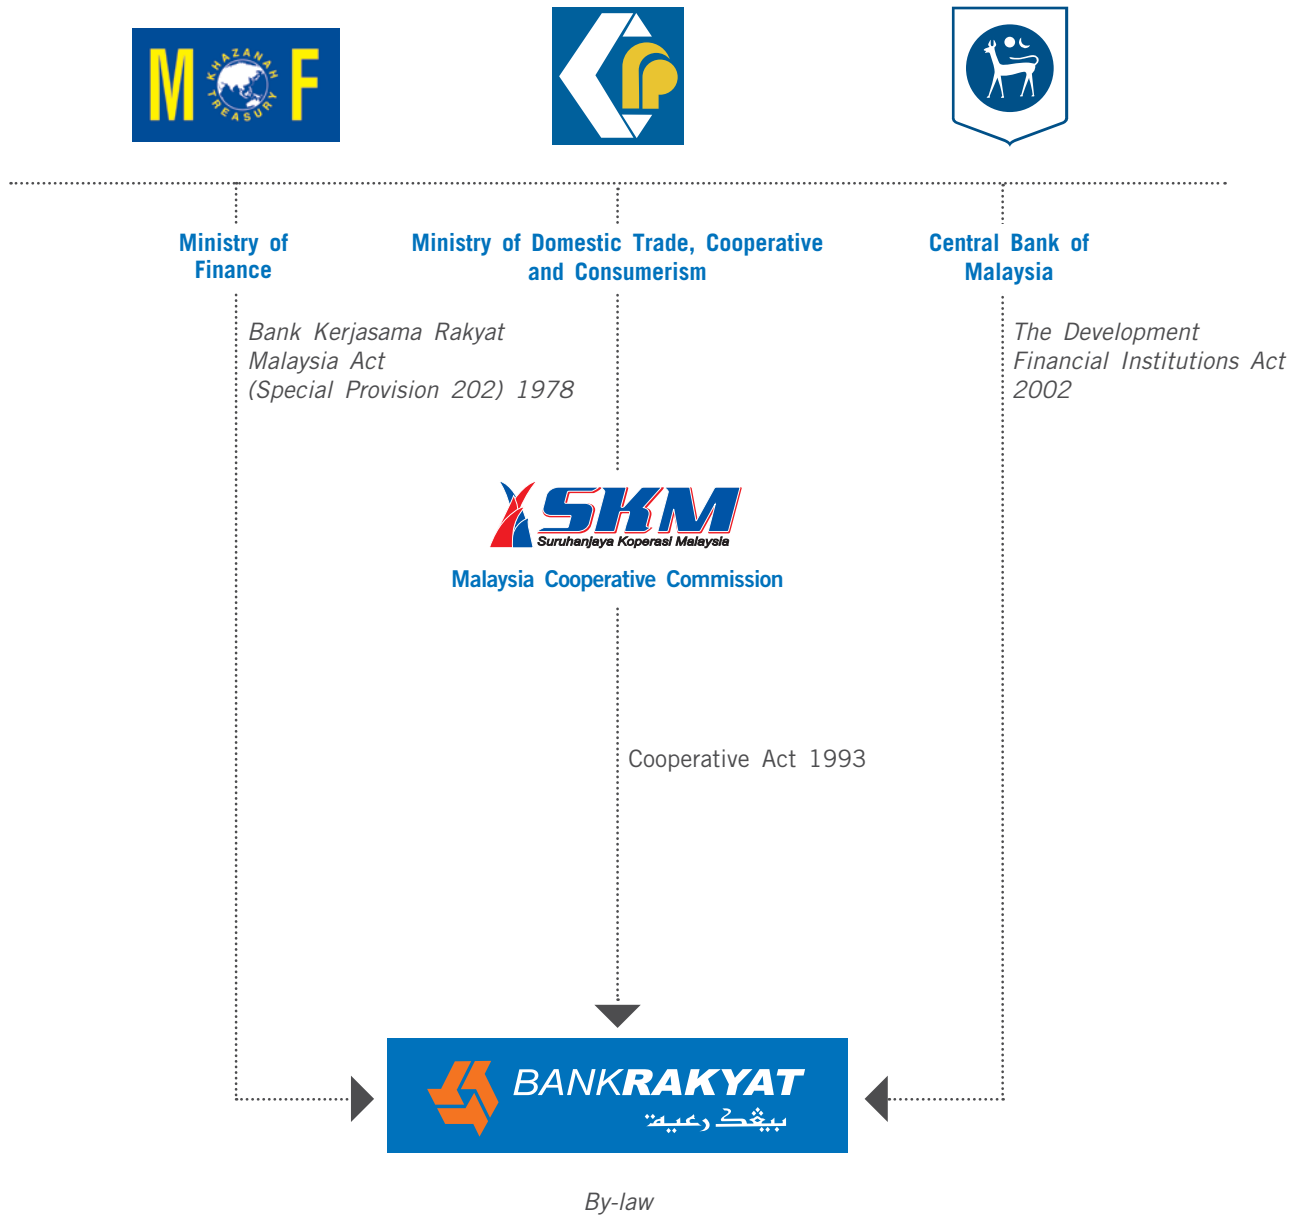 M F
KHAZANAH
TREASURY
Ministry of
Finance
Ministry of Domestic Trade, Cooperative
and Consumerism
Central Bank of
Malaysia
Bank Kerjasama Rakyat
Malaysia Act
(Special Provision 202) 1978
The Development
Financial Institutions Act
2002
SKM
Suruhanjaya Koperasi Malaysia
Malaysia Cooperative Commission
Cooperative Act 1993
BANKRAKYAT
بيڠك رعية
By-law